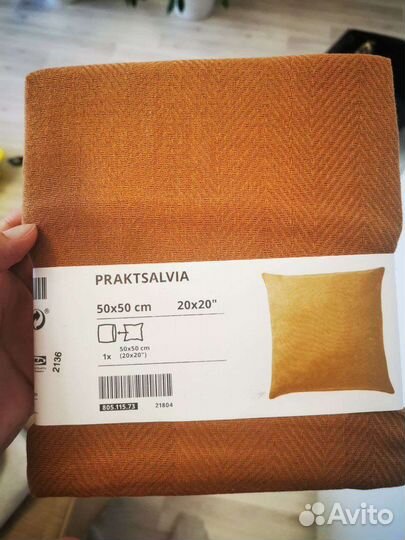 PRAKTSALVIA
50x50 cm 20x20"
50x50 cm
(20x20")
1x
2136
805.115.73 21804
Avito